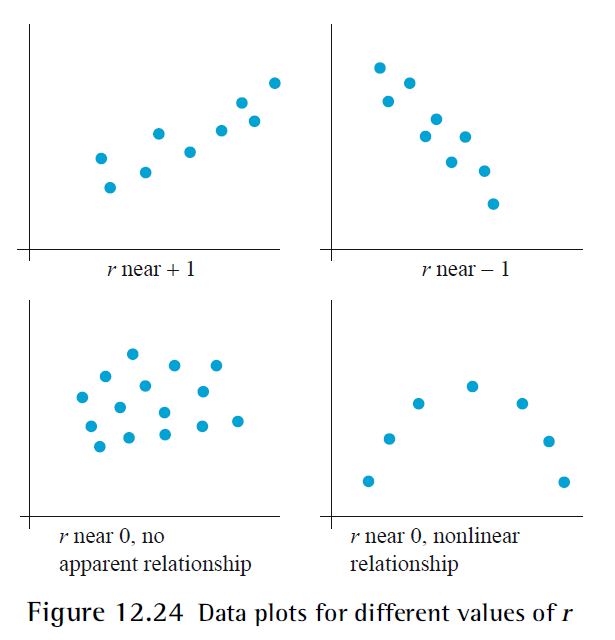 r near + 1
r near − 1
r near 0, no
apparent relationship
r near 0, nonlinear
relationship
Figure 12.24 Data plots for different values of r